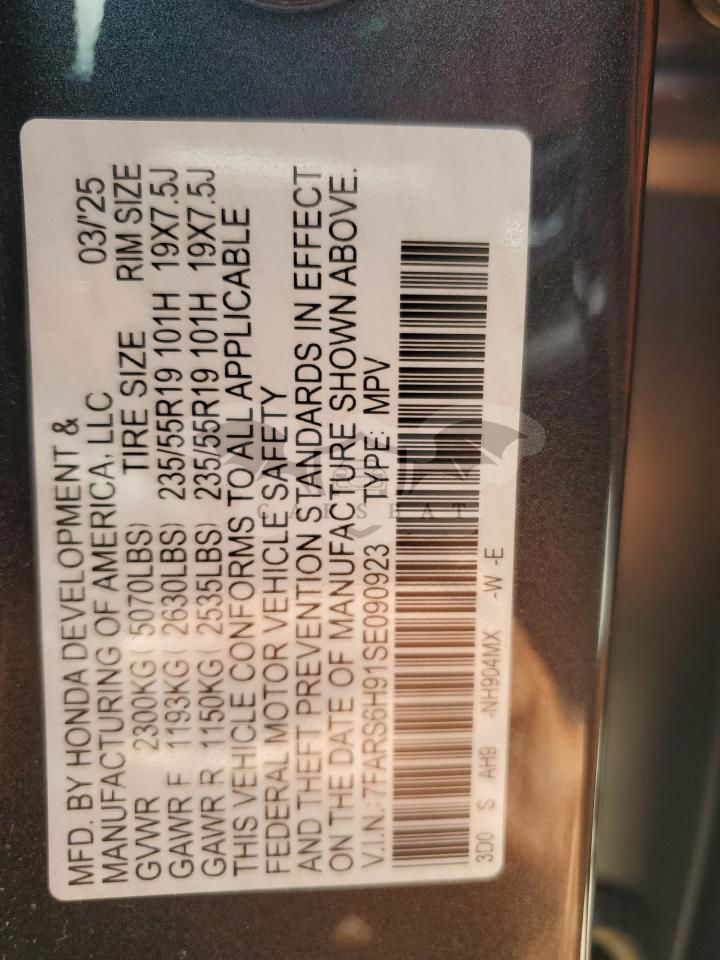 MFD. BY HONDA DEVELOPMENT &
MANUFACTURING OF AMERICA, LLC 03/'25
GVWR 2300KG( 5070LBS) TIRE SIZE RIM SIZE
GAWR F 1193KG( 2630LBS) 235/55R19 101H 19X7.5J
GAWR R 1150KG( 2535LBS) 235/55R19 101H 19X7.5J
THIS VEHICLE CONFORMS TO ALL APPLICABLE
FEDERAL MOTOR VEHICLE SAFETY
AND THEFT PREVENTION STANDARDS IN EFFECT
ON THE DATE OF MANUFACTURE SHOWN ABOVE.
V.I.N.:7FARS6H91SE090923 TYPE: MPV
3D0 S AH9 -NH904MX -W -E
CARSBAT